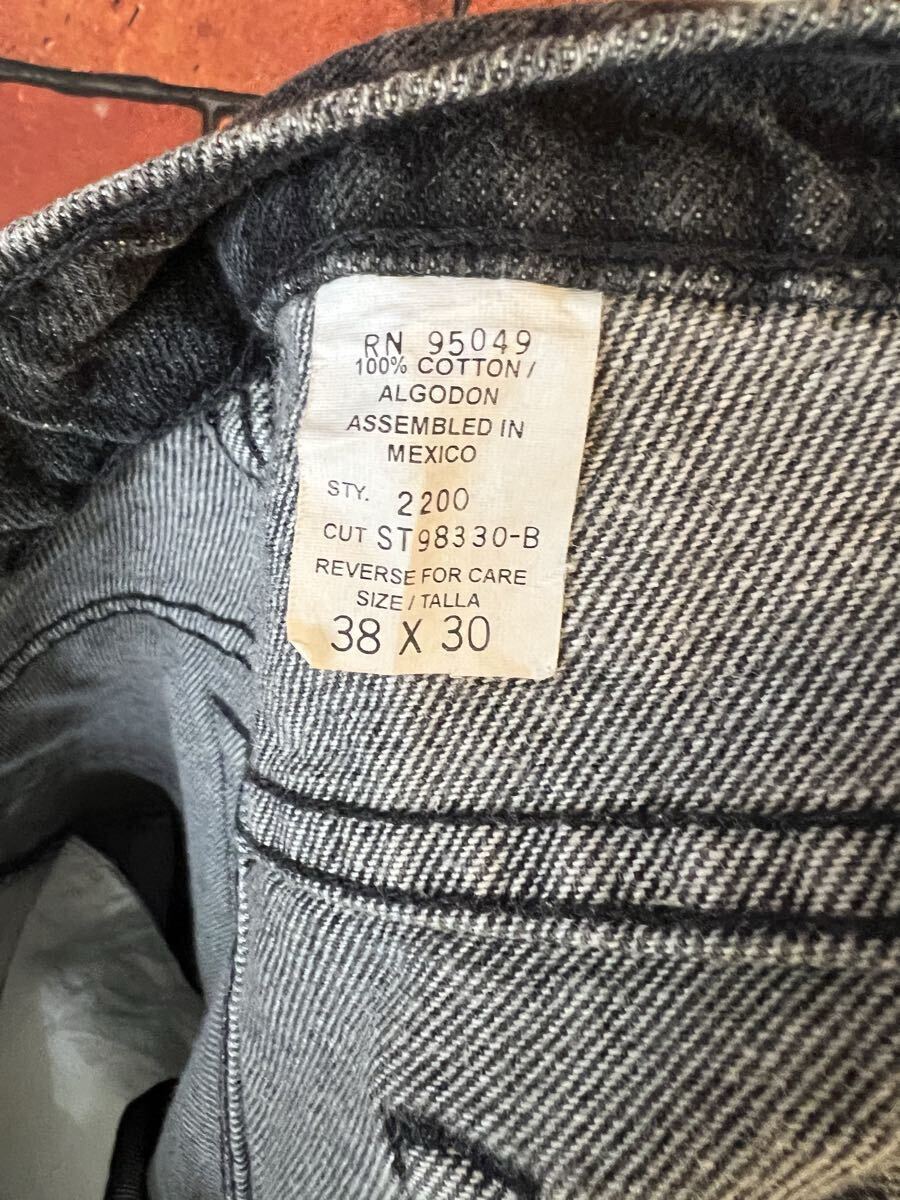 RN 95049
100% COTTON /
ALGODON
ASSEMBLED IN
MEXICO
STY. 2200
CUT ST98330-B
REVERSE FOR CARE
SIZE / TALLA
38 X 30